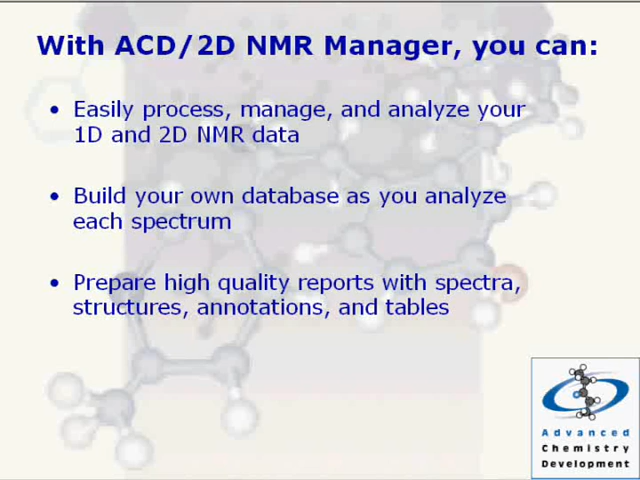 With ACD/2D NMR Manager, you can:
• Easily process, manage, and analyze your
1D and 2D NMR data
• Build your own database as you analyze
each spectrum
• Prepare high quality reports with spectra,
structures, annotations, and tables
Advanced
Chemistry
Development